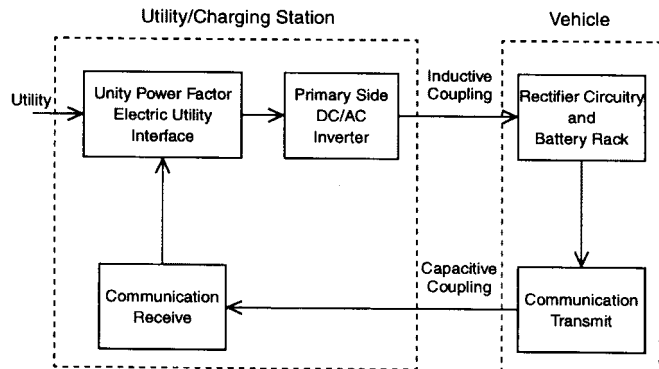 Utility/Charging Station
Vehicle
Utility
Unity Power Factor
Electric Utility
Interface
Primary Side
DC/AC
Inverter
Inductive
Coupling
Rectifier Circuitry
and
Battery Rack
Communication
Receive
Capacitive
Coupling
Communication
Transmit